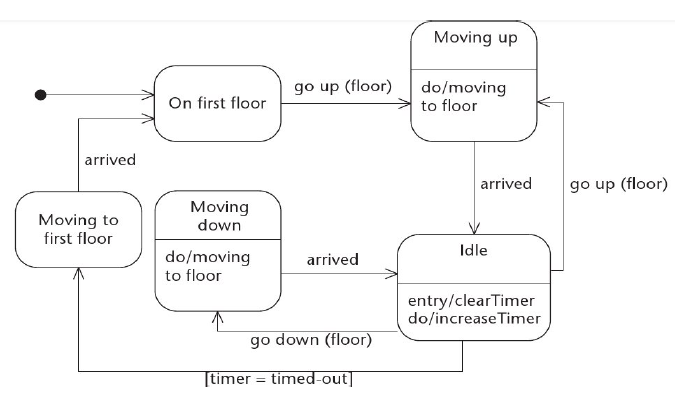 Moving up
do/moving
to floor
go up (floor)
On first floor
arrived
arrived
go up (floor)
Moving to
first floor
Moving
down
do/moving
to floor
arrived
Idle
entry/clearTimer
do/increaseTimer
go down (floor)
[timer = timed-out]